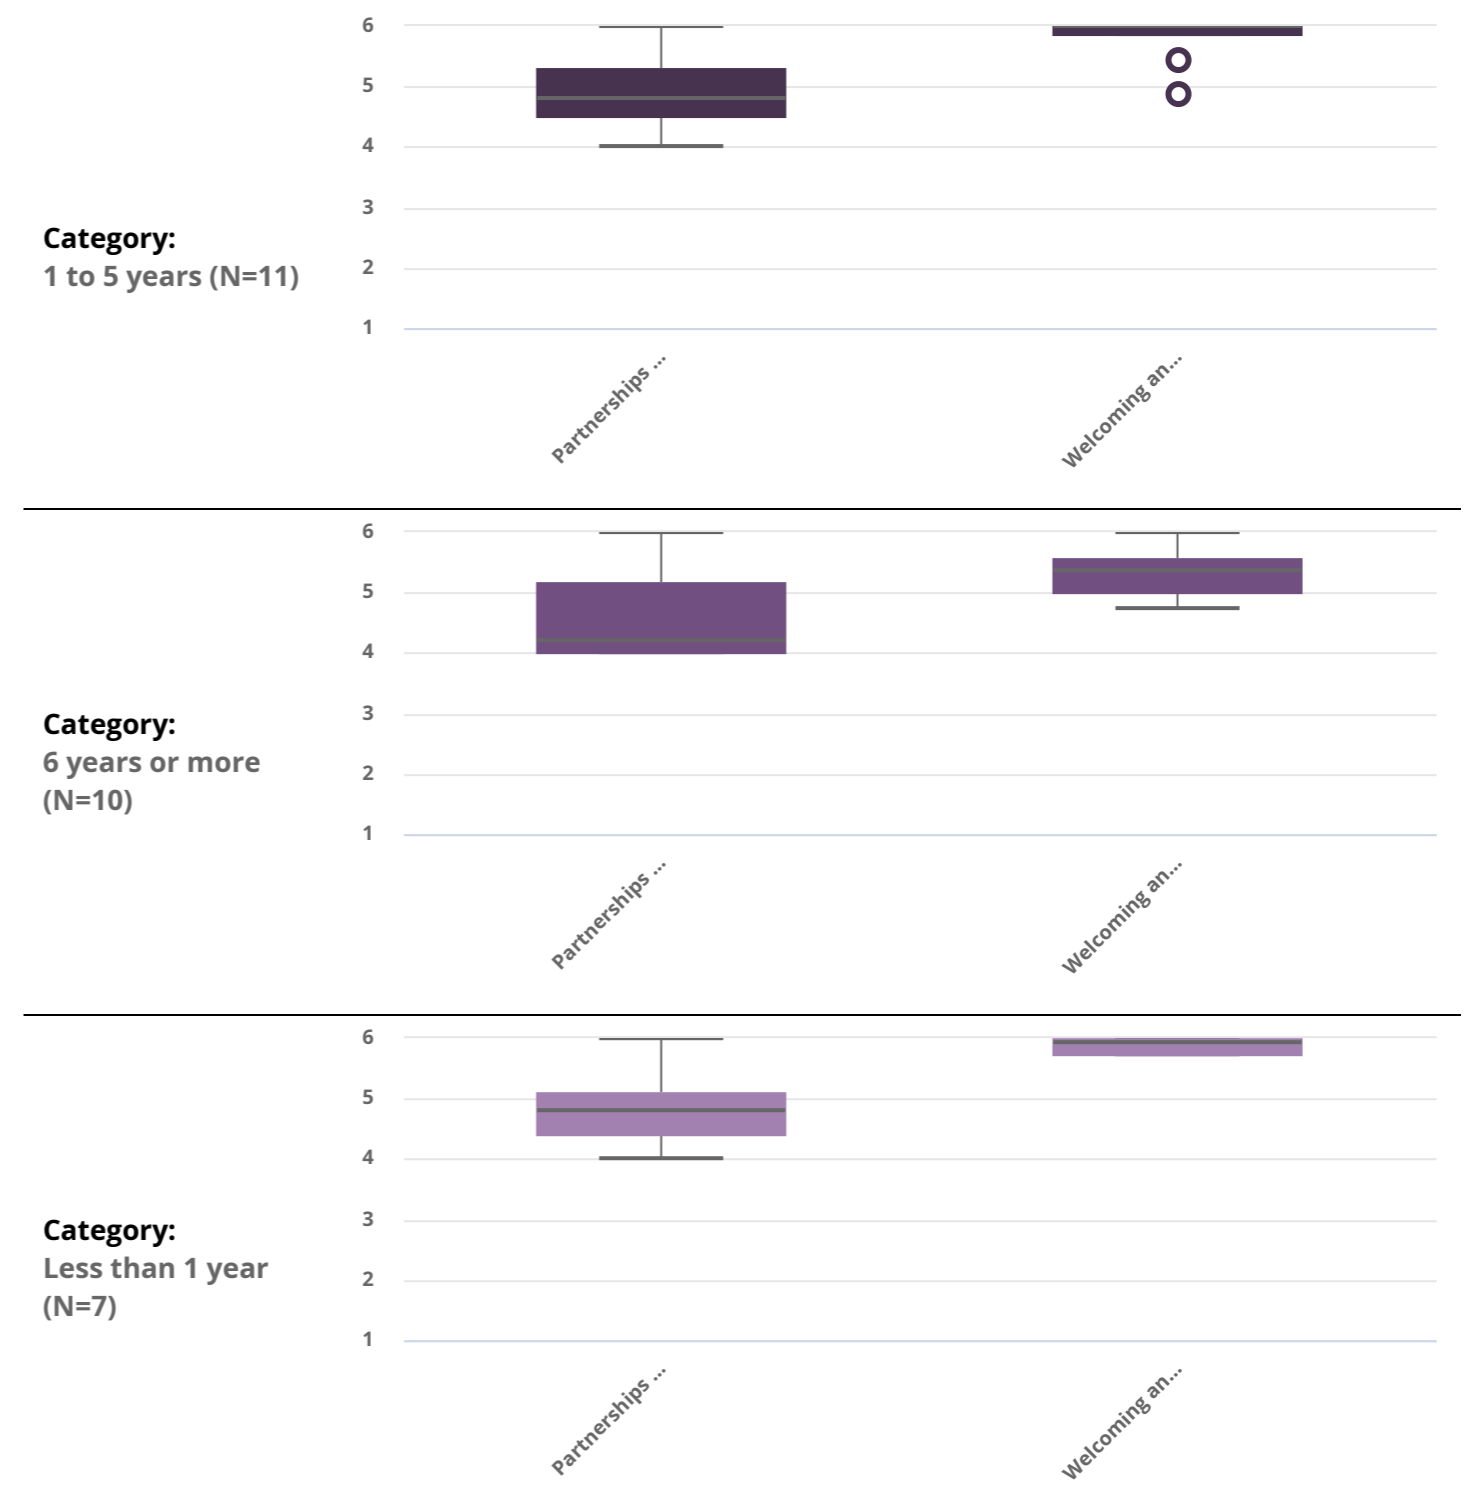 6
5
4
3
2
1
Category:
1 to 5 years (N=11)
Partnerships ...
Welcoming an...
6
5
4
3
2
1
Category:
6 years or more
(N=10)
Partnerships ...
Welcoming an...
6
5
4
3
2
1
Category:
Less than 1 year
(N=7)
Partnerships ...
Welcoming an...